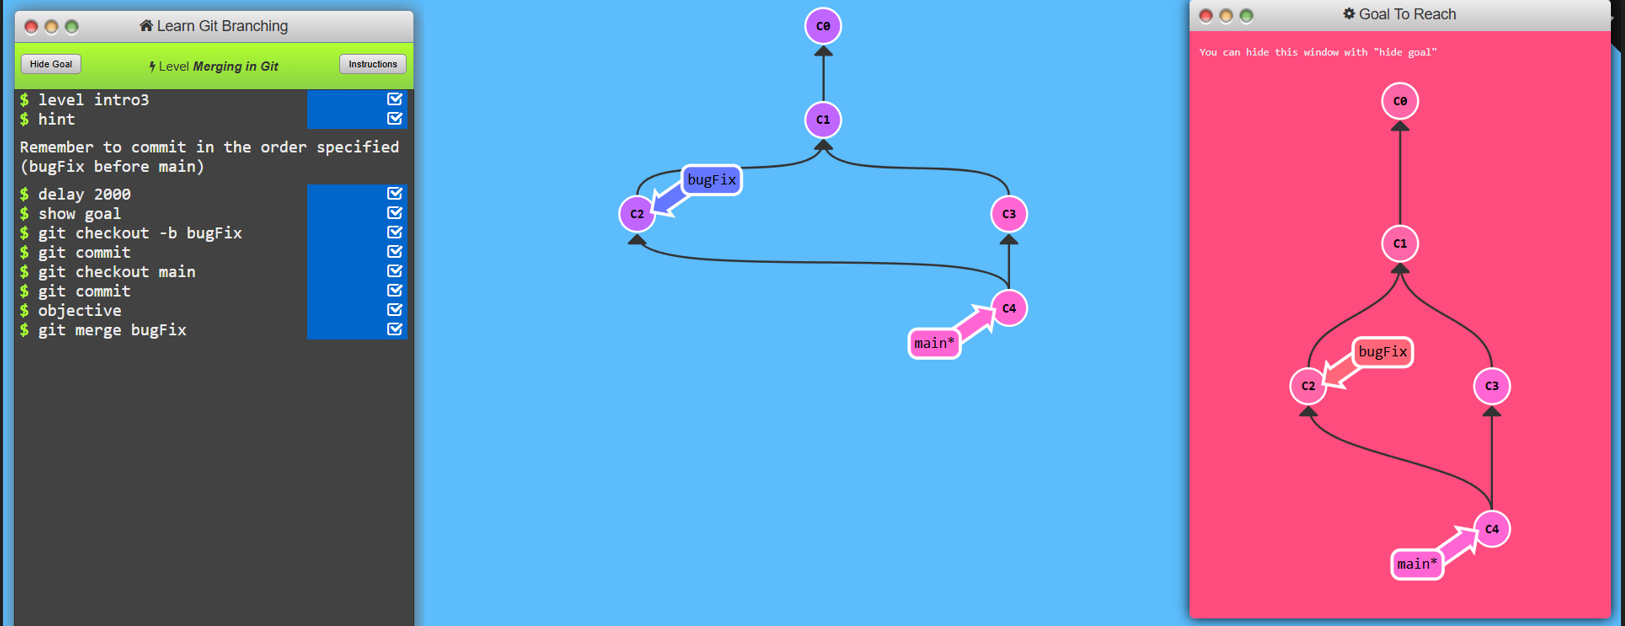 Learn Git Branching
Hide Goal
Level Merging in Git
Instructions
$ level intro3
$ hint
Remember to commit in the order specified
(bugFix before main)
$ delay 2000
$ show goal
$ git checkout -b bugFix
$ git commit
$ git checkout main
$ git commit
$ objective
$ git merge bugFix
C0
C1
bugFix
C2
C3
C4
main*
Goal To Reach
You can hide this window with "hide goal"
C0
C1
bugFix
C2
C3
C4
main*